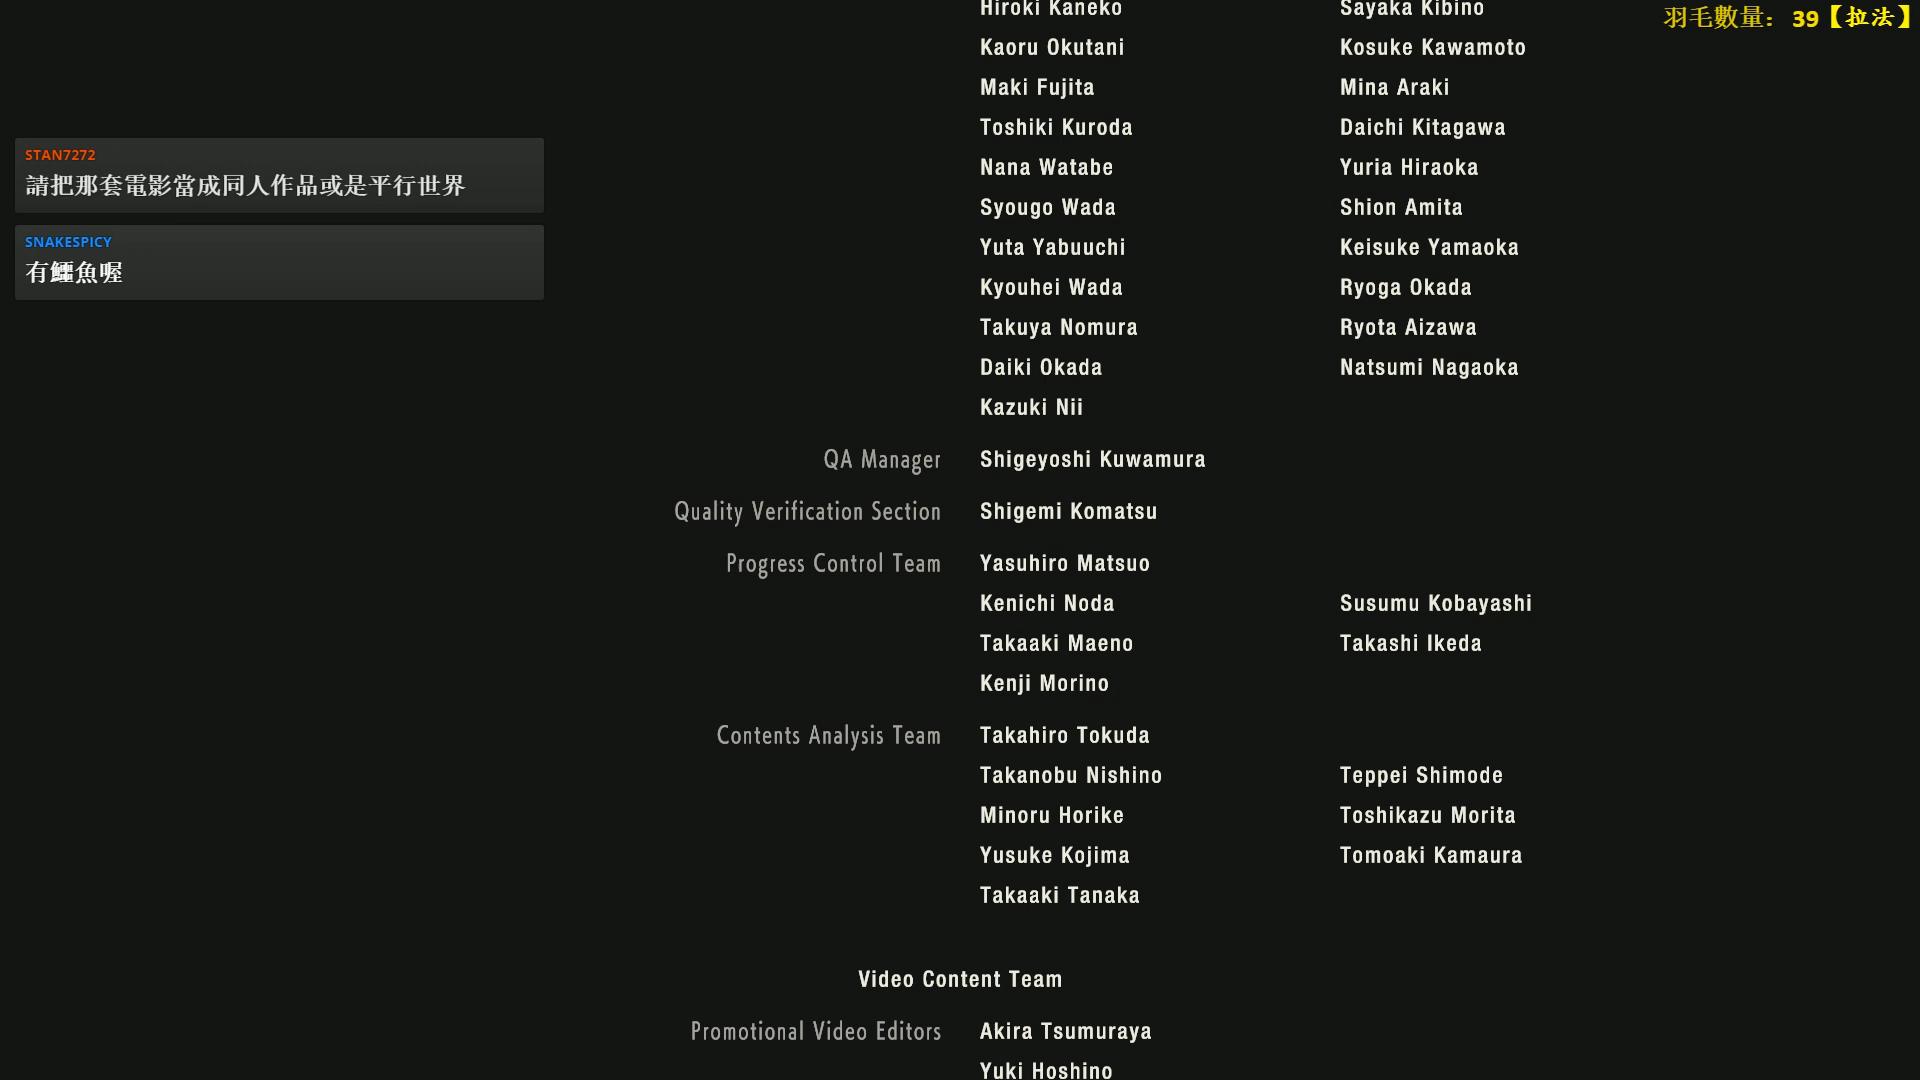 Hiroki Kaneko Sayaka Kibino
羽毛數量: 39【拉法】
Kaoru Okutani Kosuke Kawamoto
Maki Fujita Mina Araki
Toshiki Kuroda Daichi Kitagawa
STAN7272
請把那套電影當成同人作品或是平行世界
Nana Watabe Yuria Hiraoka
Syougo Wada Shion Amita
SNAKESPICY
有鱷魚喔
Yuta Yabuuchi Keisuke Yamaoka
Kyouhei Wada Ryoga Okada
Takuya Nomura Ryota Aizawa
Daiki Okada Natsumi Nagaoka
Kazuki Nii
QA Manager Shigeyoshi Kuwamura
Quality Verification Section Shigemi Komatsu
Progress Control Team Yasuhiro Matsuo
Kenichi Noda Susumu Kobayashi
Takaaki Maeno Takashi Ikeda
Kenji Morino
Contents Analysis Team Takahiro Tokuda
Takanobu Nishino Teppei Shimode
Minoru Horike Toshikazu Morita
Yusuke Kojima Tomoaki Kamaura
Takaaki Tanaka
Video Content Team
Promotional Video Editors Akira Tsumuraya
Yuki Hoshino